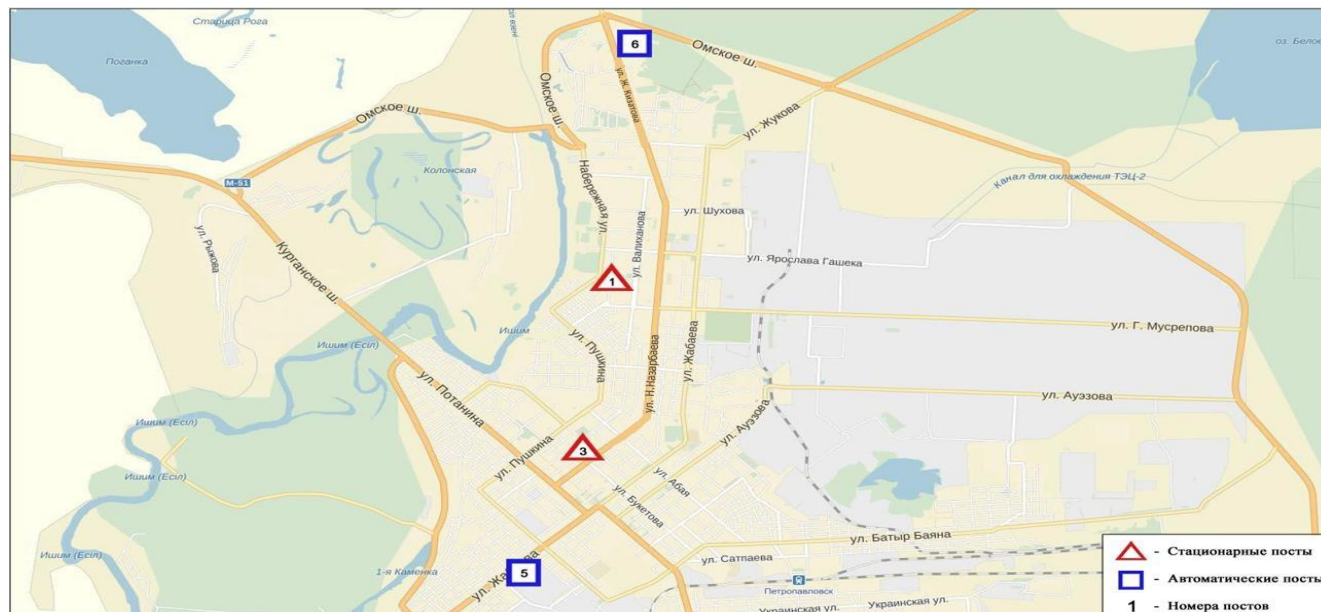 Старица Рога
Поганка
6
Омское ш.
оз. Белое
ул. Ж. Кизатова
Омское ш.
Омское ш.
ул. Жукова
Колонская
М-51
Канал для охлаждения ТЭЦ-2
Набережная ул.
ул. Шухова
ул. Рыжова
ул. Валиханова
ул. Ярослава Гашека
Курганское ш.
1
Ишим
ул. Г. Мусрепова
Ишим (Есіл)
ул. Пушкина
ул. Н.Назарбаева
ул. Жабаева
ул. Потанина
ул. Ауэзова
Ишим (Есіл)
ул. Ауэзова
ул. Пушкина
3
Ишим (Есіл)
ул. Абая
ул. Букетова
ул. Батыр Баяна
Ишим (Есіл)
ул. Сатпаева
1-я Каменка
5
Петропавловск
Украинская ул.
Украинская ул.
- Стационарные посты
- Автоматические посты
1 - Номера постов